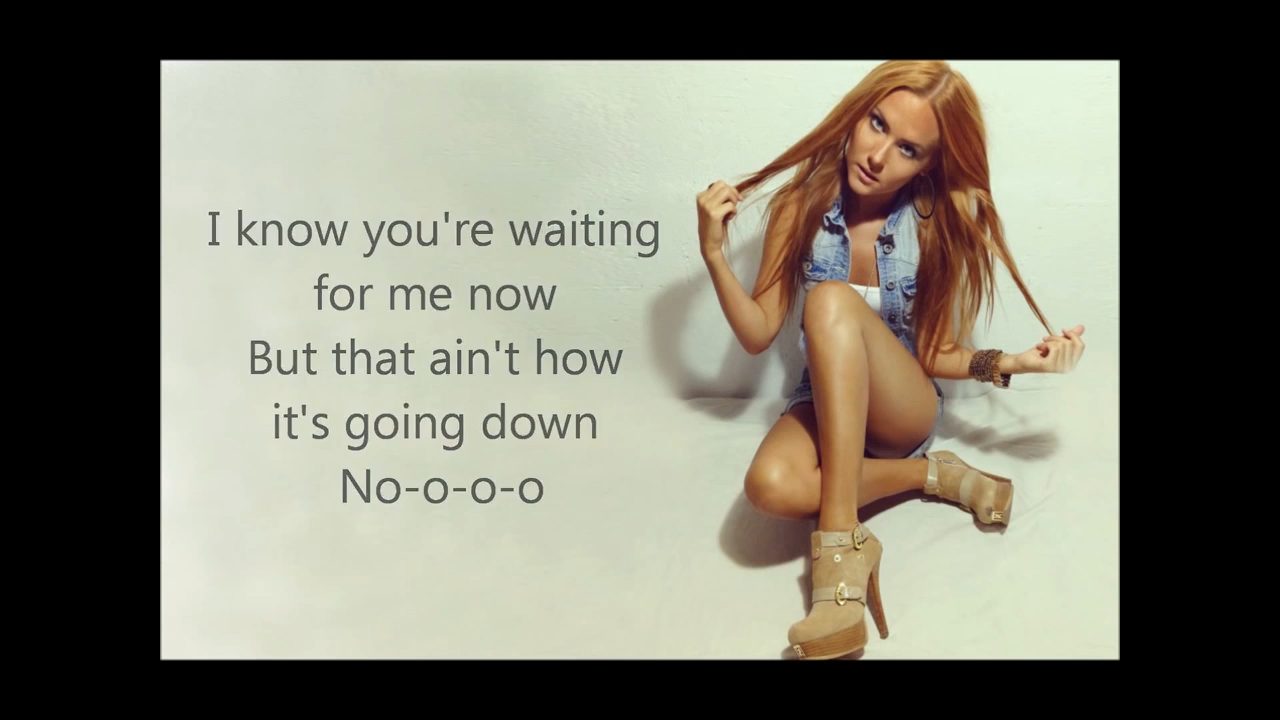 I know you're waiting
for me now
But that ain't how
it's going down
No-o-o-o